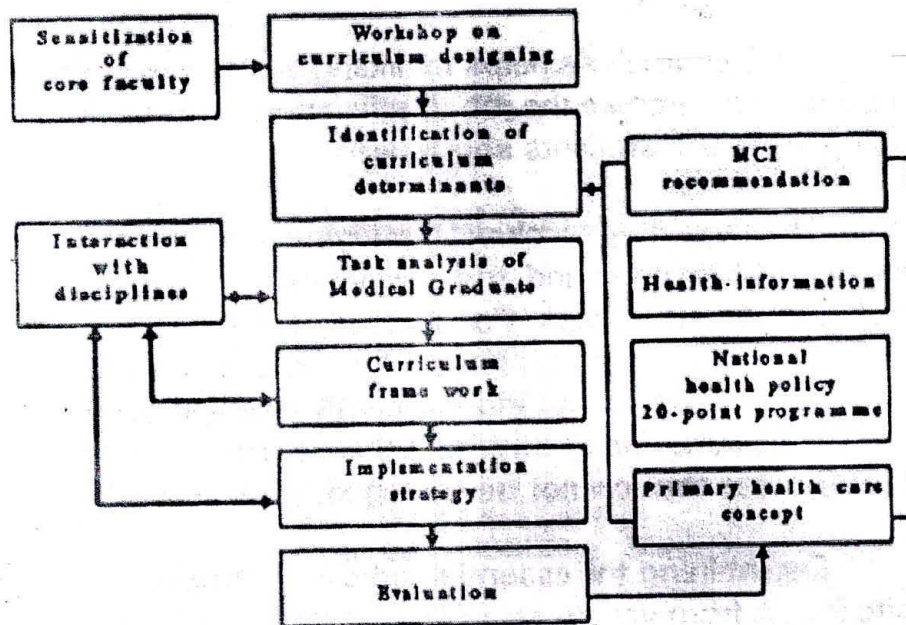 Sensitization
of
core faculty
Workshop on
curriculum designing
Identification of
curriculum
determinants
MCI
recommendation
Interaction
with
disciplines
Task analysis of
Medical Graduate
Health-information
Curriculum
frame work
National
health policy
20-point programme
Implementation
strategy
Primary health care
concept
Evaluation